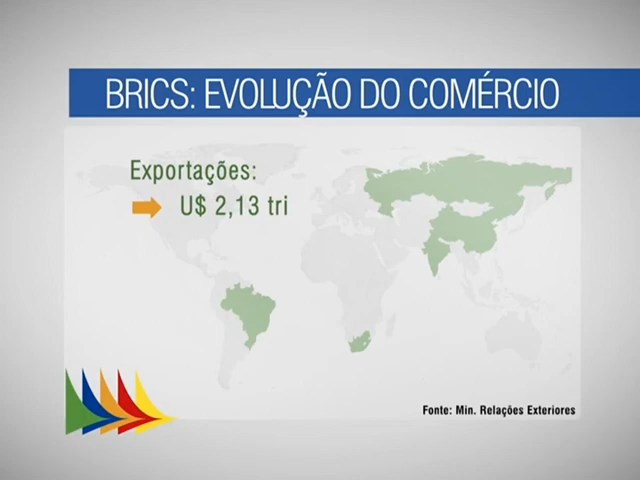 BRICS: EVOLUÇÃO DO COMÉRCIO
Exportações:
U$ 2,13 tri
Fonte: Min. Relações Exteriores